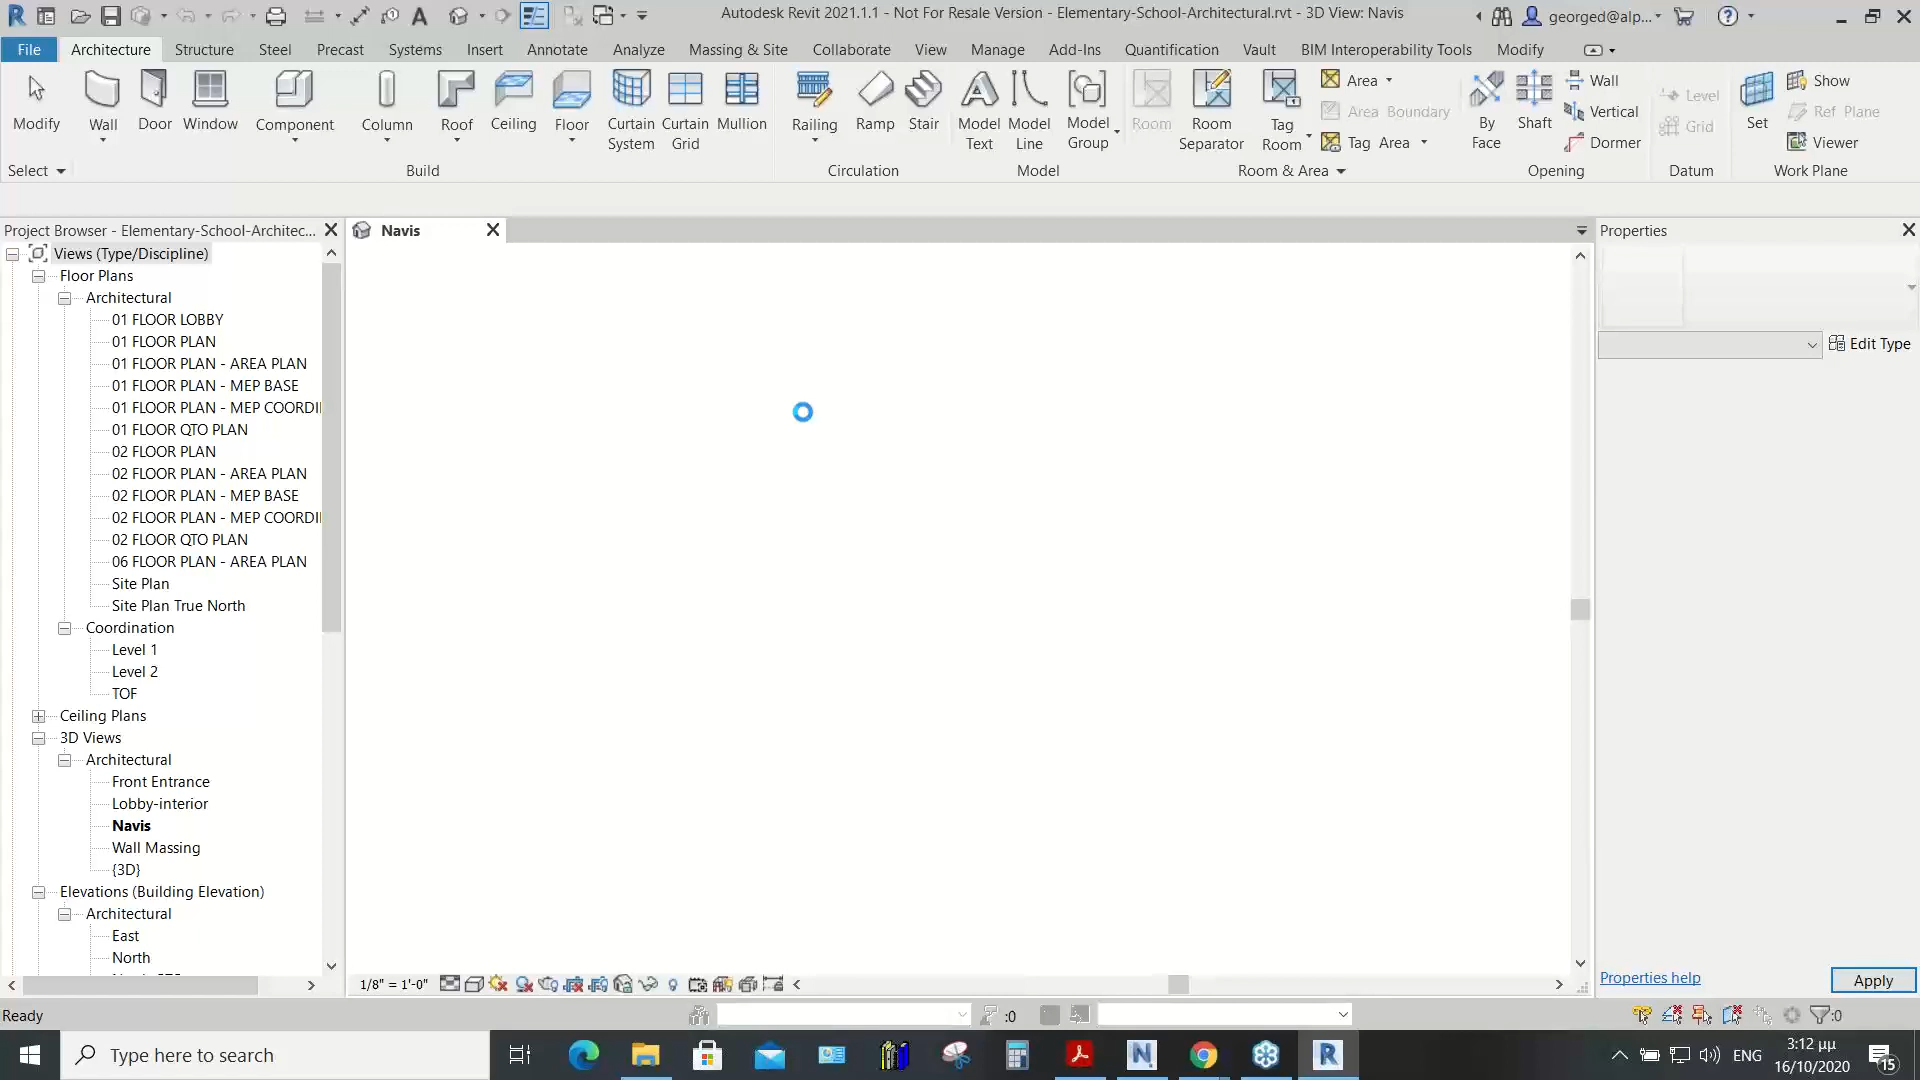 Autodesk Revit 2021.1.1 - Not For Resale Version - Elementary-School-Architectural.rvt - 3D View: Navis
georged@alp...
File Architecture Structure Steel Precast Systems Insert Annotate Analyze Massing & Site Collaborate View Manage Add-Ins Quantification Vault BIM Interoperability Tools Modify
Modify
Wall
Door
Window
Component
Column
Roof
Ceiling
Floor
Curtain System
Curtain Grid
Mullion
Railing
Ramp
Stair
Model Text
Model Line
Model Group
Room
Room Separator
Tag Room
Area
Area Boundary
Tag Area
By Face
Shaft
Wall
Vertical
Dormer
Level
Grid
Set
Show
Ref Plane
Viewer
Select
Build
Circulation
Model
Room & Area
Opening
Datum
Work Plane
Project Browser - Elementary-School-Architec...
Navis
Properties
Views (Type/Discipline)
Floor Plans
Architectural
01 FLOOR LOBBY
01 FLOOR PLAN
01 FLOOR PLAN - AREA PLAN
01 FLOOR PLAN - MEP BASE
01 FLOOR PLAN - MEP COORDI
01 FLOOR QTO PLAN
02 FLOOR PLAN
02 FLOOR PLAN - AREA PLAN
02 FLOOR PLAN - MEP BASE
02 FLOOR PLAN - MEP COORDI
02 FLOOR QTO PLAN
06 FLOOR PLAN - AREA PLAN
Site Plan
Site Plan True North
Coordination
Level 1
Level 2
TOF
Ceiling Plans
3D Views
Architectural
Front Entrance
Lobby-interior
Navis
Wall Massing
{3D}
Elevations (Building Elevation)
Architectural
East
North
Edit Type
1/8" = 1'-0"
Properties help
Apply
Ready
:0
:0
Type here to search
ENG
3:12 μμ
16/10/2020
15